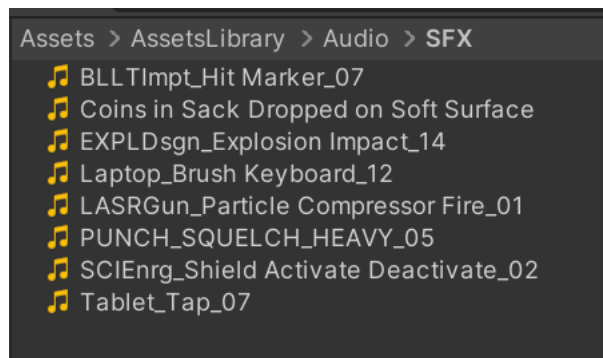 Assets > AssetsLibrary > Audio > SFX
BLLTImpt_Hit Marker_07
Coins in Sack Dropped on Soft Surface
EXPLDsgn_Explosion Impact_14
Laptop_Brush Keyboard_12
LASRGun_Particle Compressor Fire_01
PUNCH_SQUELCH_HEAVY_05
SCIEnrg_Shield Activate Deactivate_02
Tablet_Tap_07